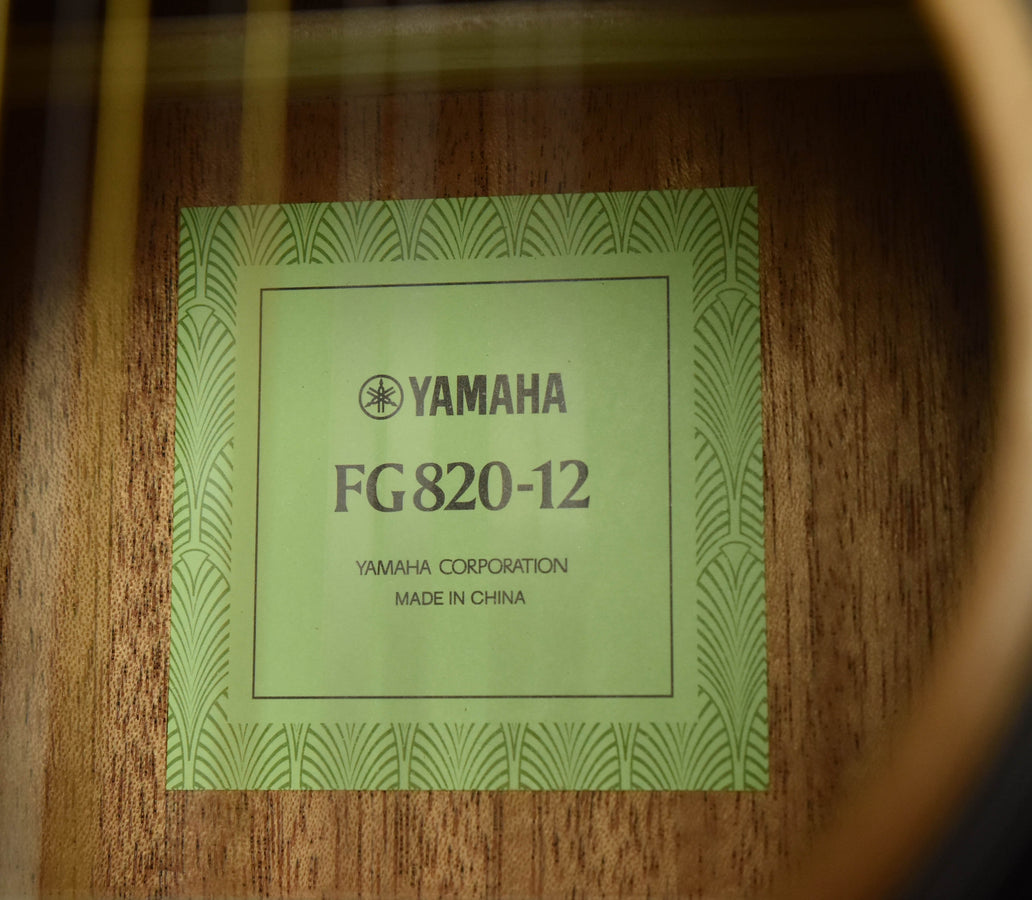 YAMAHA
FG820-12
YAMAHA CORPORATION
MADE IN CHINA